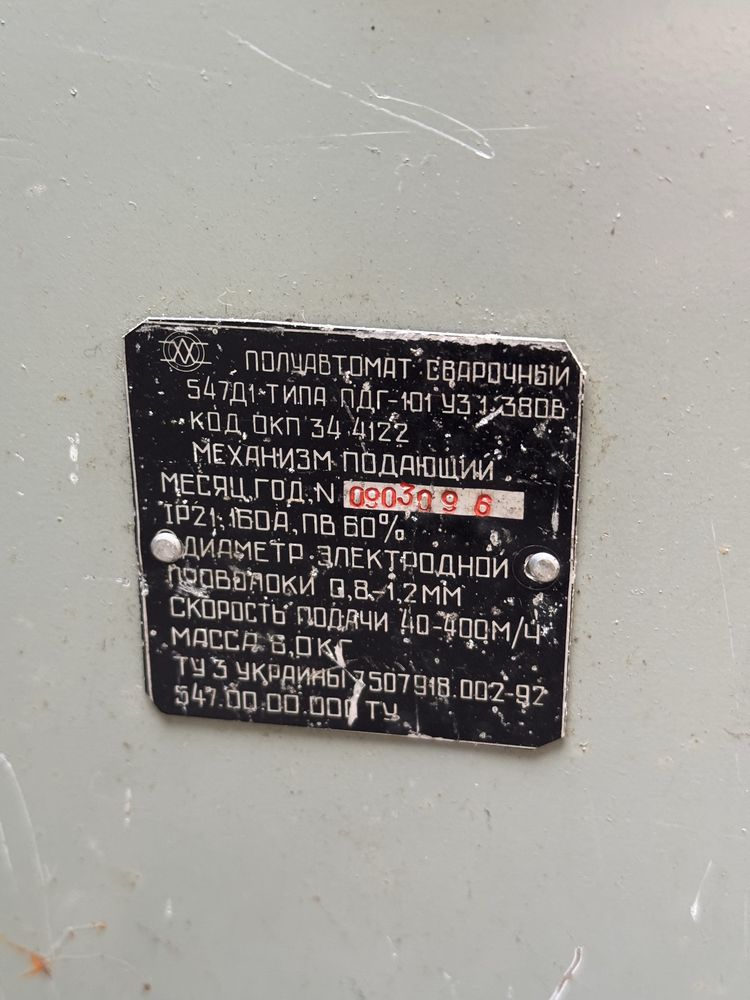 ПОЛУАВТОМАТ СВАРОЧНЫЙ
547Д1-ТИПА ПДГ-101 У3.1-380В
КОД ОКП 34 4122
МЕХАНИЗМ ПОДАЮЩИЙ
МЕСЯЦ, ГОД, N 0903096
IP21, 160А, ПВ 60%
ДИАМЕТР ЭЛЕКТРОДНОЙ
ПРОВОЛОКИ 0,8-1,2ММ
СКОРОСТЬ ПОДАЧИ 40-400М/Ч
МАССА 6,0КГ
ТУ 3 УКРАИНЫ 7507918.002-92
547.00.00.000 ТУ